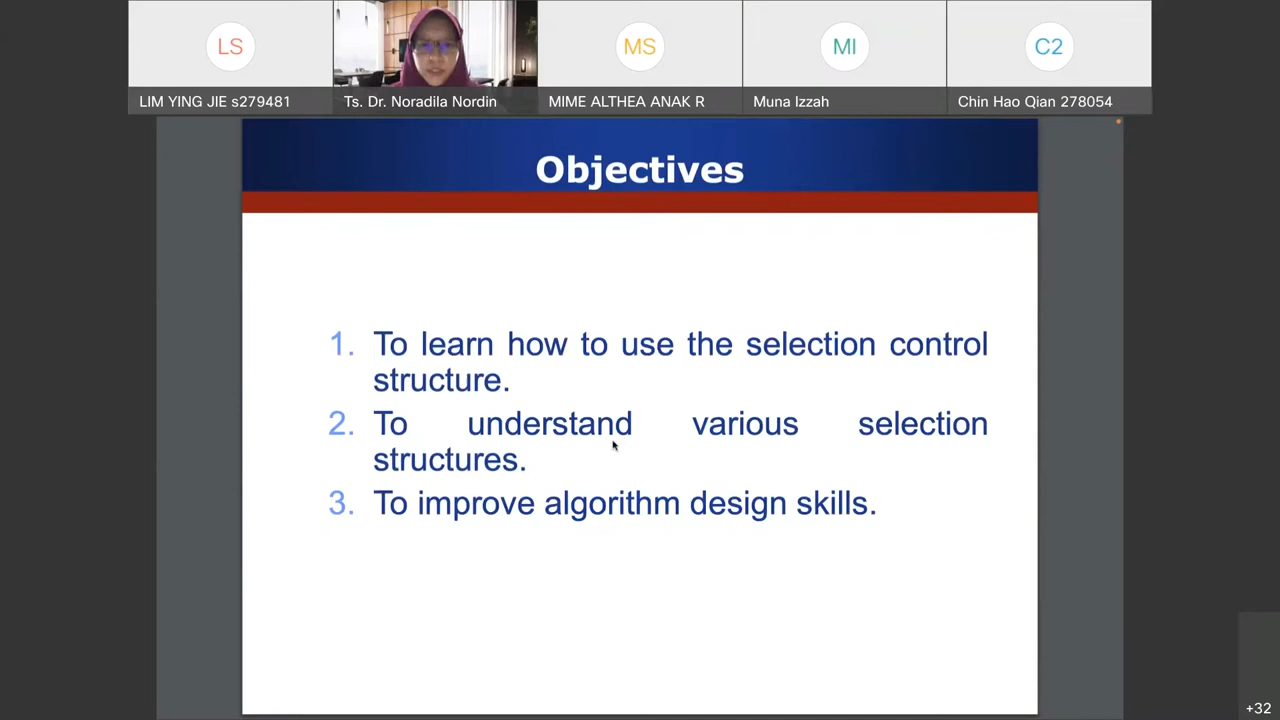 LS
MS
MI
C2
LIM YING JIE s279481
Ts. Dr. Noradila Nordin
MIME ALTHEA ANAK R
Muna Izzah
Chin Hao Qian 278054
Objectives
1. To learn how to use the selection control
structure.
2. To understand various selection
structures.
3. To improve algorithm design skills.
+32